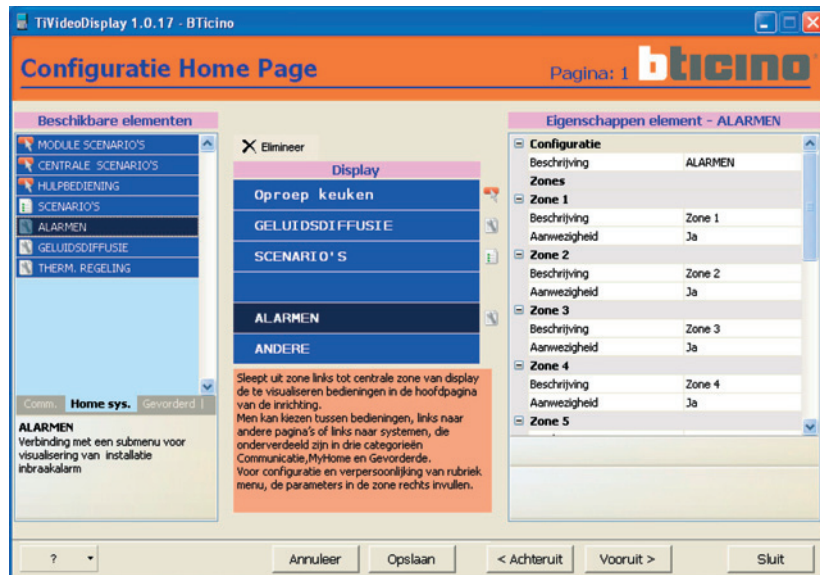 TiVideoDisplay 1.0.17 - BTicino
Configuratie Home Page
Pagina: 1
bticino
Beschikbare elementen
MODULE SCENARIO'S
CENTRALE SCENARIO'S
HULPBEDIENING
SCENARIO'S
ALARMEN
GELUIDSDIFFUSIE
THERM. REGELING
Comm. Home sys. Gevorderd
ALARMEN
Verbinding met een submenu voor
visualisering van installatie
inbraakalarm
Elimineer
Display
Oproep keuken
GELUIDSDIFFUSIE
SCENARIO'S
ALARMEN
ANDERE
Sleept uit zone links tot centrale zone van display
de te visualiseren bedieningen in de hoofdpagina
van de inrichting.
Men kan kiezen tussen bedieningen, links naar
andere pagina's of links naar systemen, die
onderverdeeld zijn in drie categorieën
Communicatie,MyHome en Gevorderde.
Voor configuratie en verpersoonlijking van rubriek
menu, de parameters in de zone rechts invullen.
Eigenschappen element - ALARMEN
Configuratie
Beschrijving ALARMEN
Zones
Zone 1
Beschrijving Zone 1
Aanwezigheid Ja
Zone 2
Beschrijving Zone 2
Aanwezigheid Ja
Zone 3
Beschrijving Zone 3
Aanwezigheid Ja
Zone 4
Beschrijving Zone 4
Aanwezigheid Ja
Zone 5
?
Annuleer
Opslaan
< Achteruit
Vooruit >
Sluit